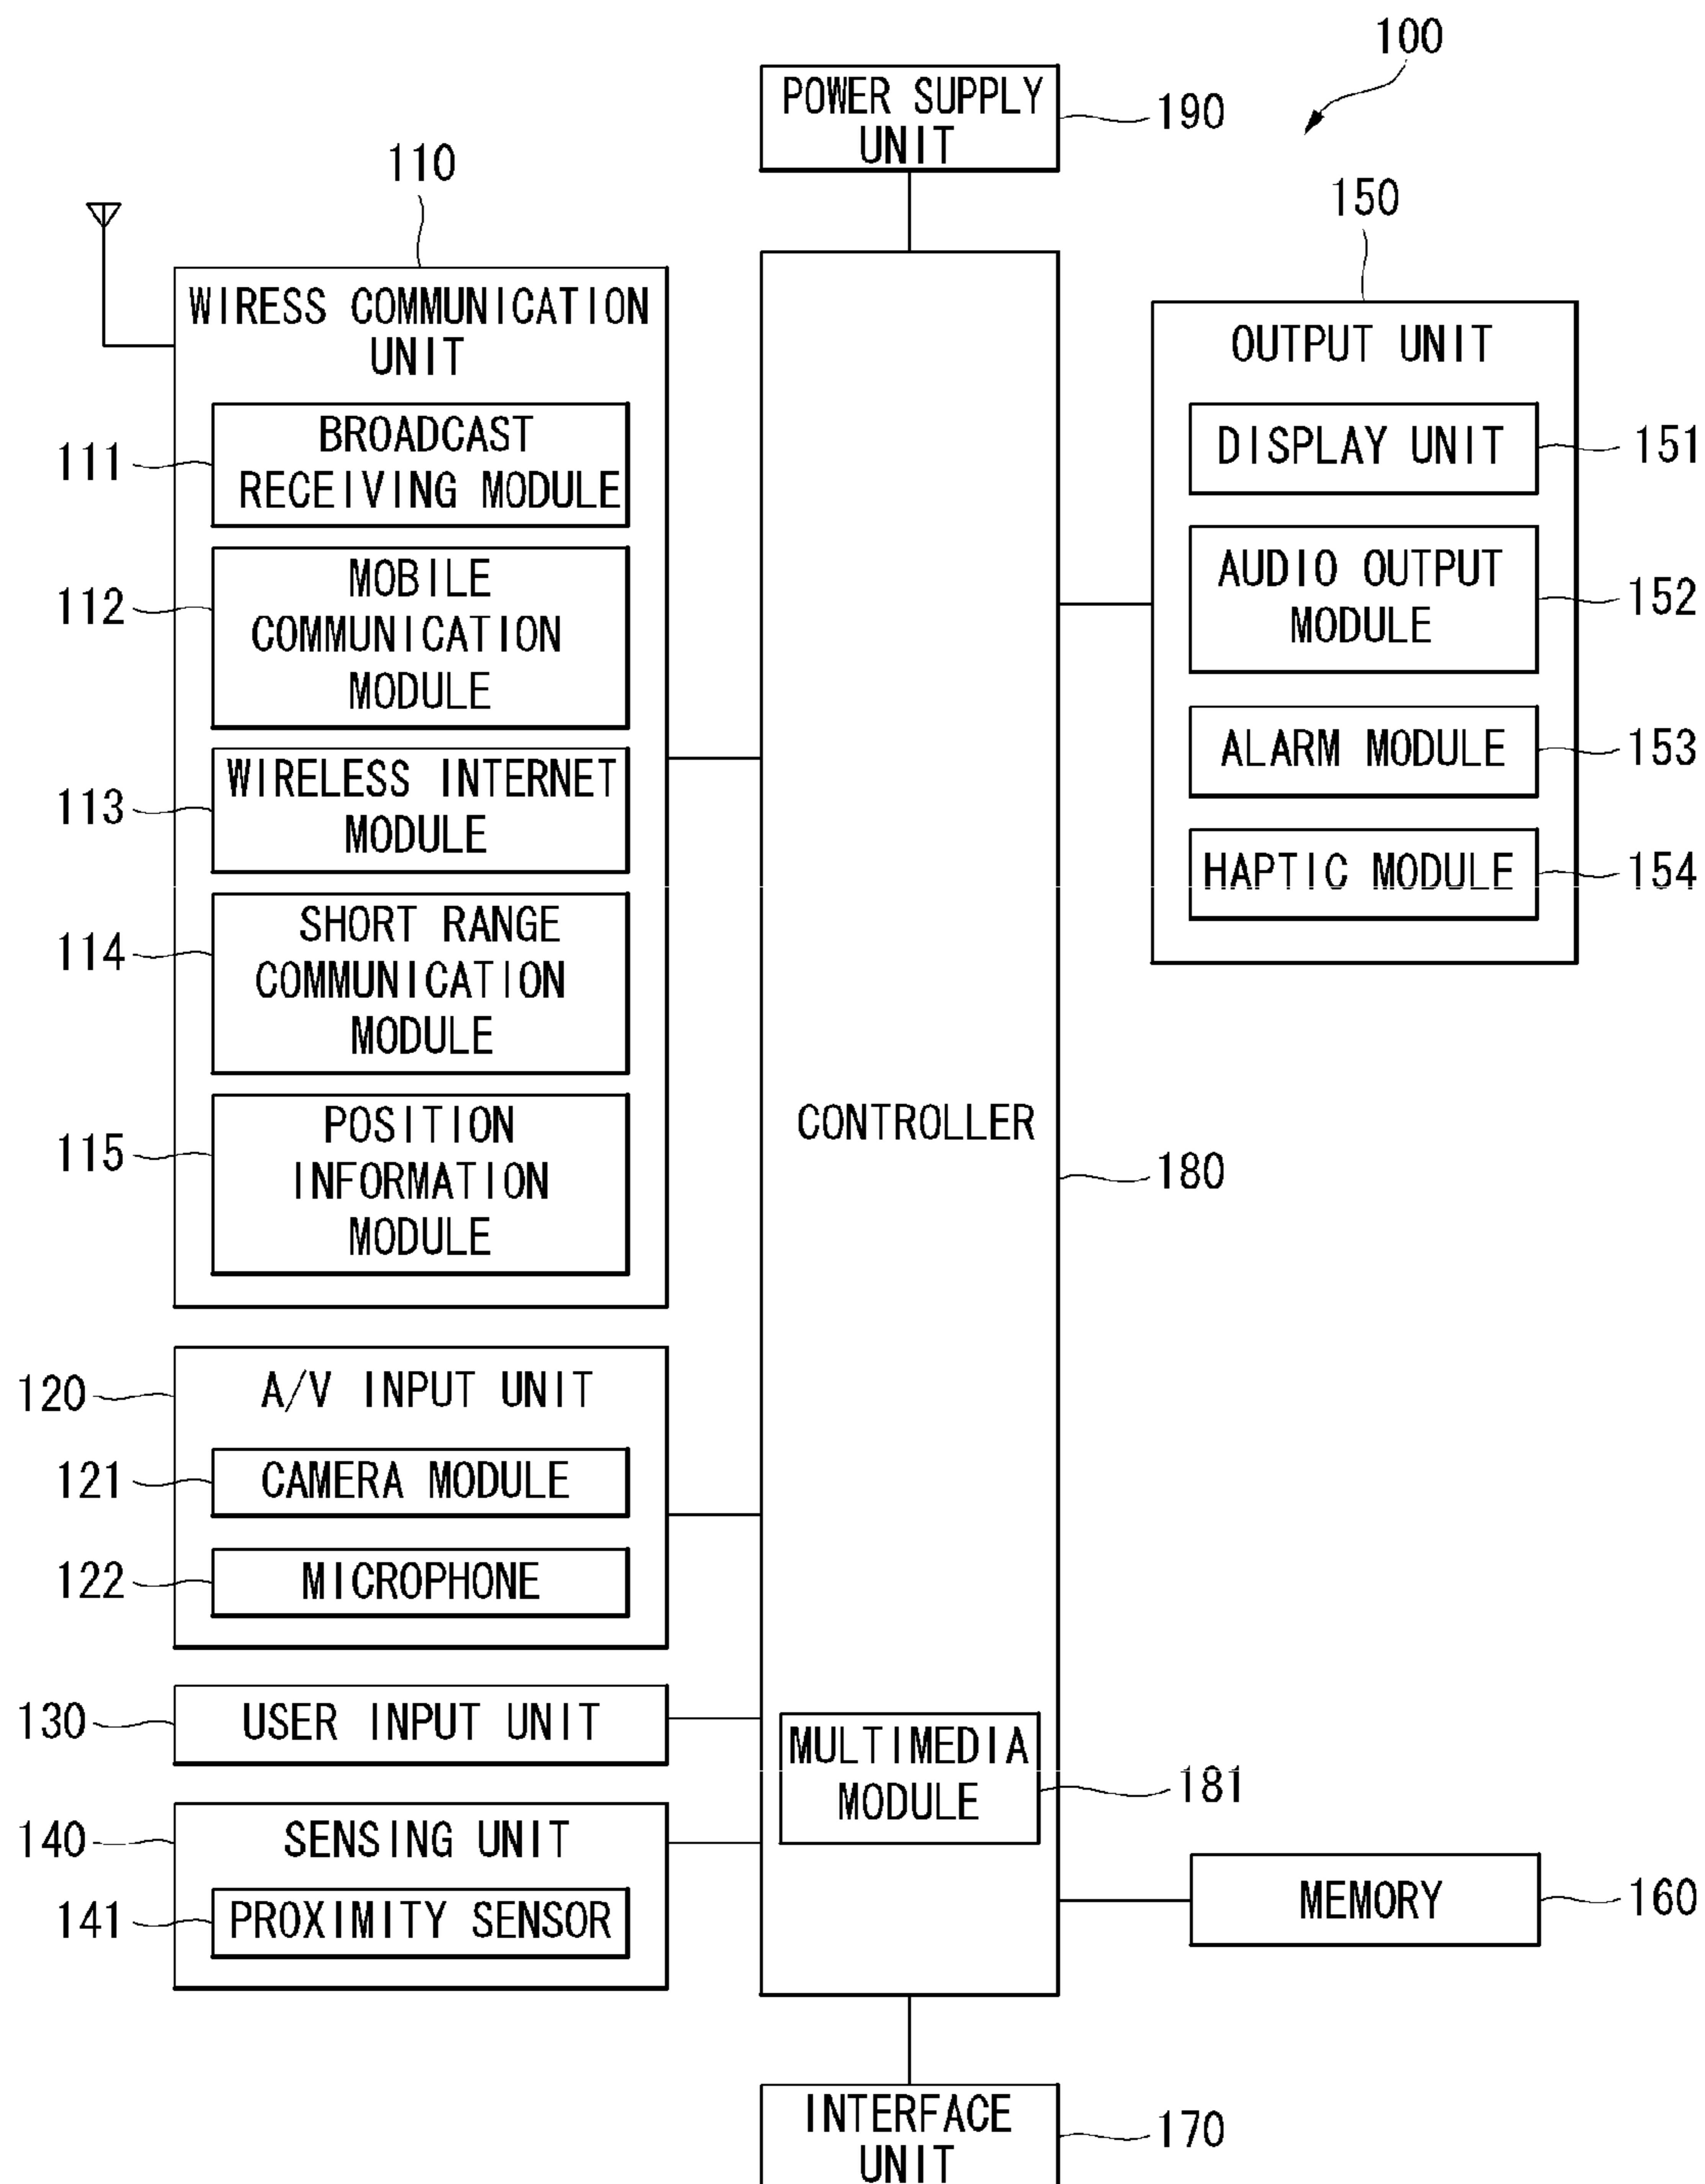 100
POWER SUPPLY
UNIT
190
110
150
WIRESS COMMUNICATION
UNIT
OUTPUT UNIT
BROADCAST
RECEIVING MODULE
111
DISPLAY UNIT
151
MOBILE
COMMUNICATION
MODULE
112
AUDIO OUTPUT
MODULE
152
WIRELESS INTERNET
MODULE
113
ALARM MODULE
153
HAPTIC MODULE
154
SHORT RANGE
COMMUNICATION
MODULE
114
POSITION
INFORMATION
MODULE
115
CONTROLLER
180
120
A/V INPUT UNIT
121
CAMERA MODULE
122
MICROPHONE
130
USER INPUT UNIT
MULTIMEDIA
MODULE
181
140
SENSING UNIT
141
PROXIMITY SENSOR
MEMORY
160
INTERFACE
UNIT
170